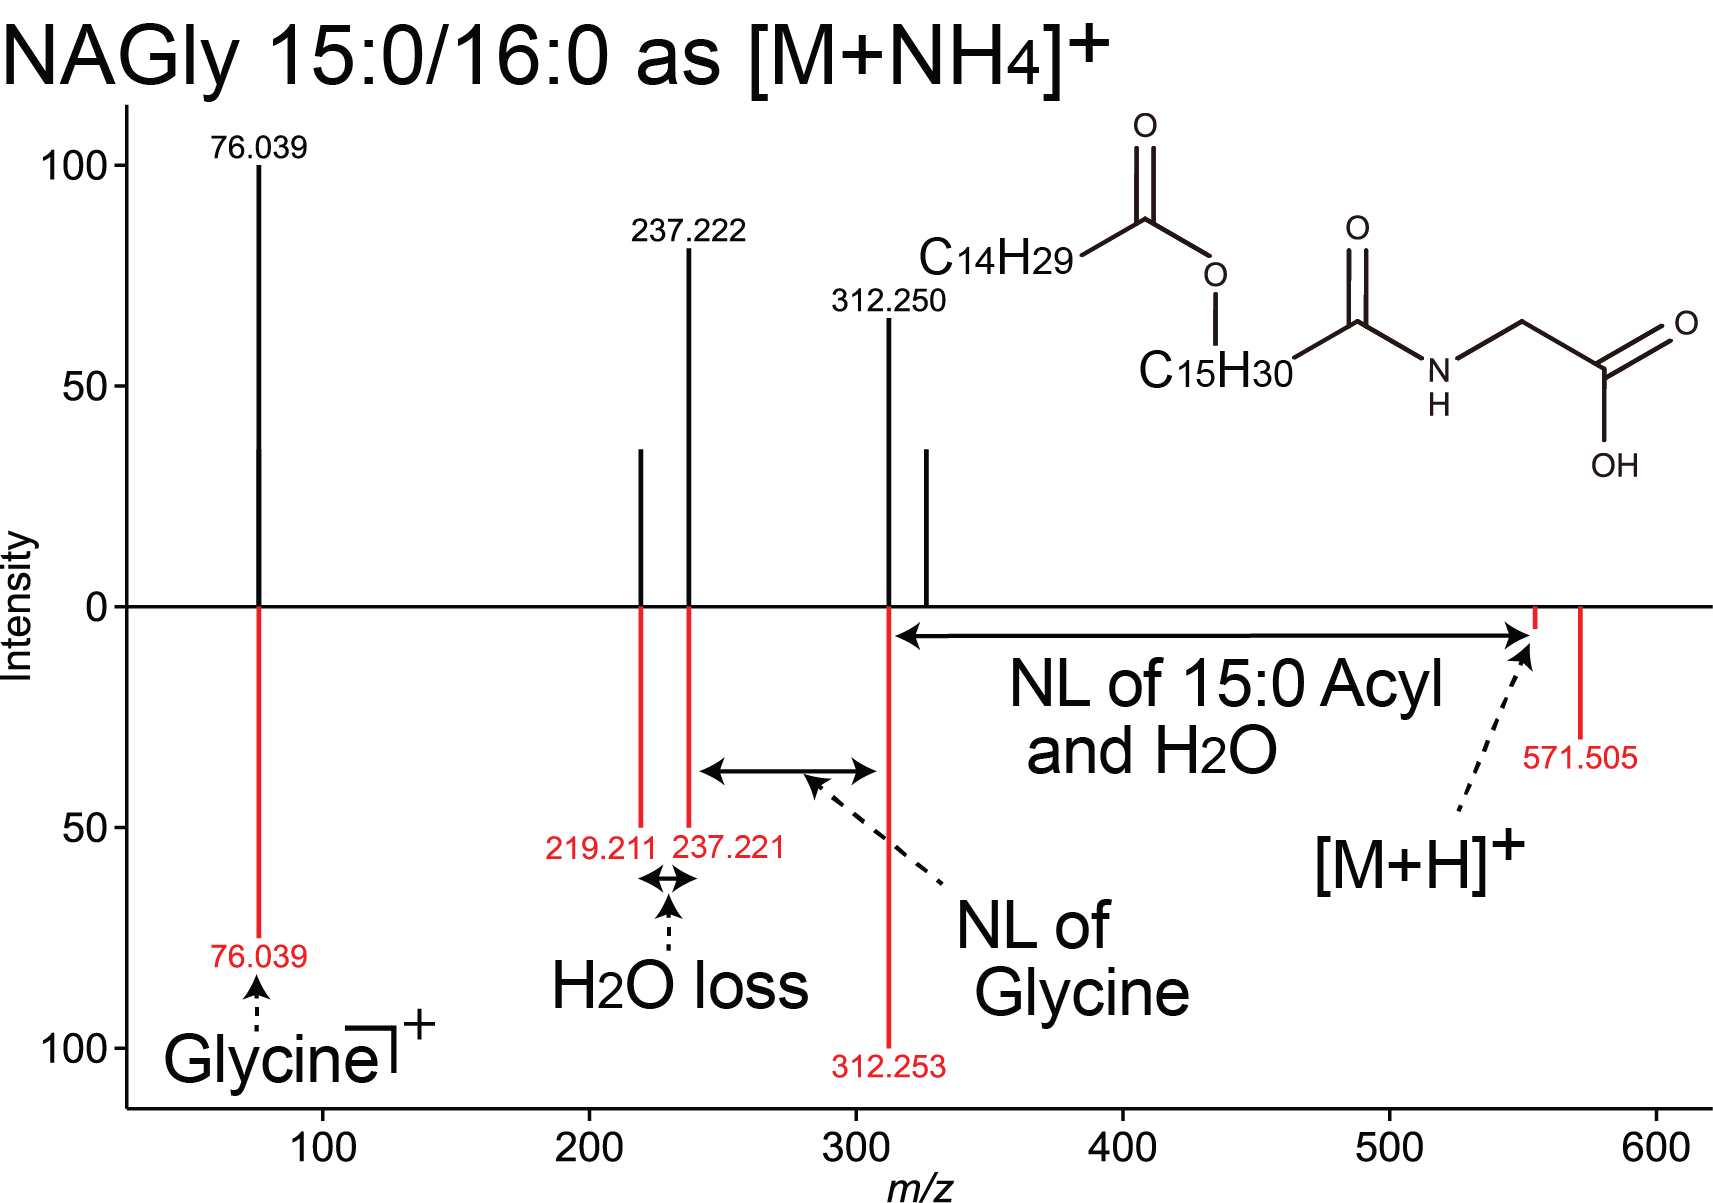 NAGly 15:0/16:0 as [M+NH4]+
76.039
237.222
312.250
O
C14H29
O
O
C15H30
N
H
O
OH
100
50
0
50
100
Intensity
NL of 15:0 Acyl
and H2O
571.505
[M+H]+
219.211
237.221
NL of
Glycine
H2O loss
76.039
Glycine+
312.253
100
200
300
400
500
600
m/z